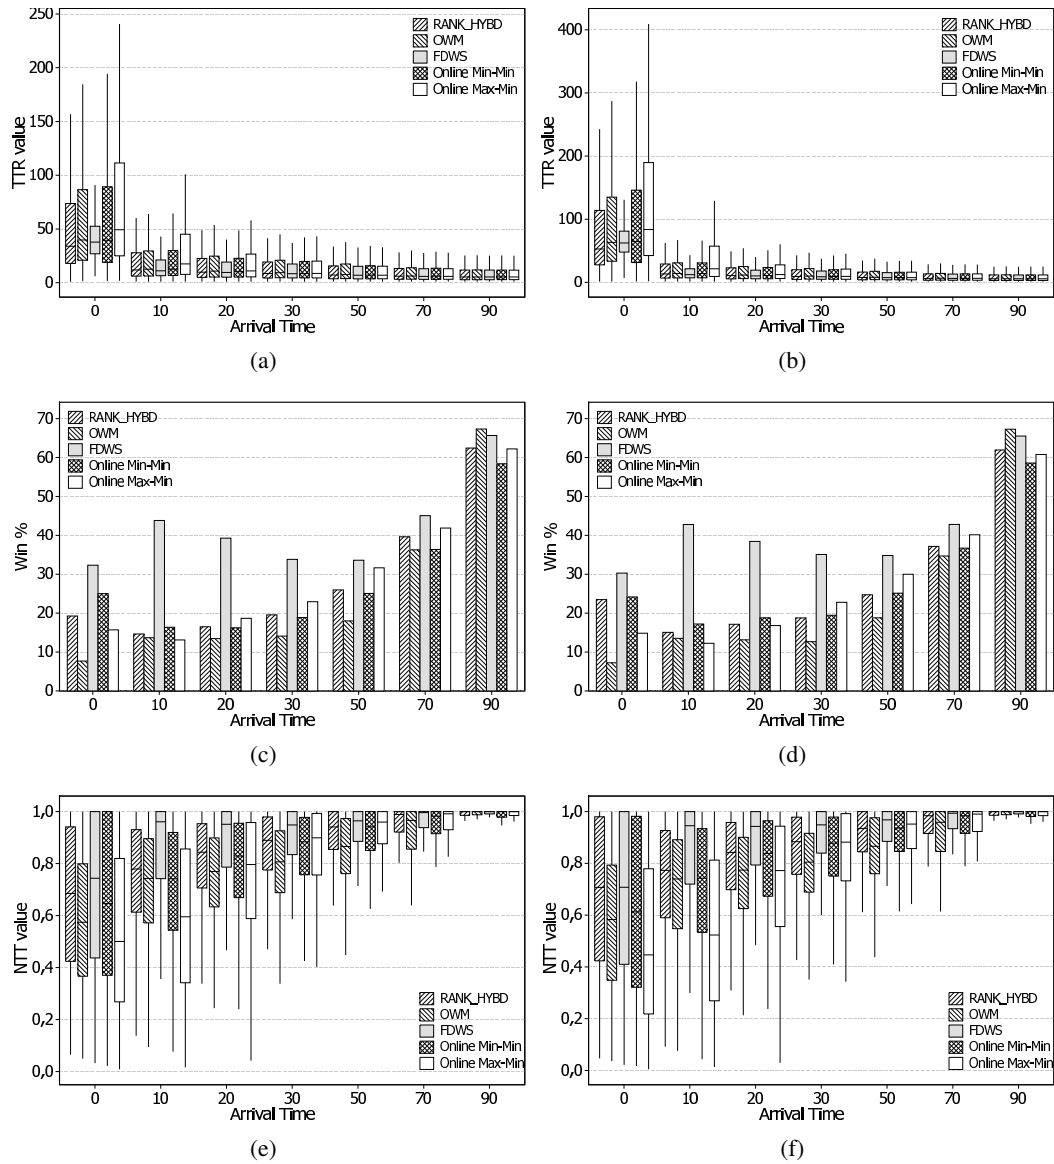 250
200
150
100
50
0
TTR value
RANK_HYBD
OWM
FDWS
Online Min-Min
Online Max-Min
0 10 20 30 50 70 90
Arrival Time
(a)
400
300
200
100
0
TTR value
RANK_HYBD
OWM
FDWS
Online Min-Min
Online Max-Min
0 10 20 30 50 70 90
Arrival Time
(b)
70
60
50
40
30
20
10
0
Win %
RANK_HYBD
OWM
FDWS
Online Min-Min
Online Max-Min
0 10 20 30 50 70 90
Arrival Time
(c)
70
60
50
40
30
20
10
0
Win %
RANK_HYBD
OWM
FDWS
Online Min-Min
Online Max-Min
0 10 20 30 50 70 90
Arrival Time
(d)
1,0
0,8
0,6
0,4
0,2
0,0
NTT value
RANK_HYBD
OWM
FDWS
Online Min-Min
Online Max-Min
0 10 20 30 50 70 90
Arrival Time
(e)
1,0
0,8
0,6
0,4
0,2
0,0
NTT value
RANK_HYBD
OWM
FDWS
Online Min-Min
Online Max-Min
0 10 20 30 50 70 90
Arrival Time
(f)